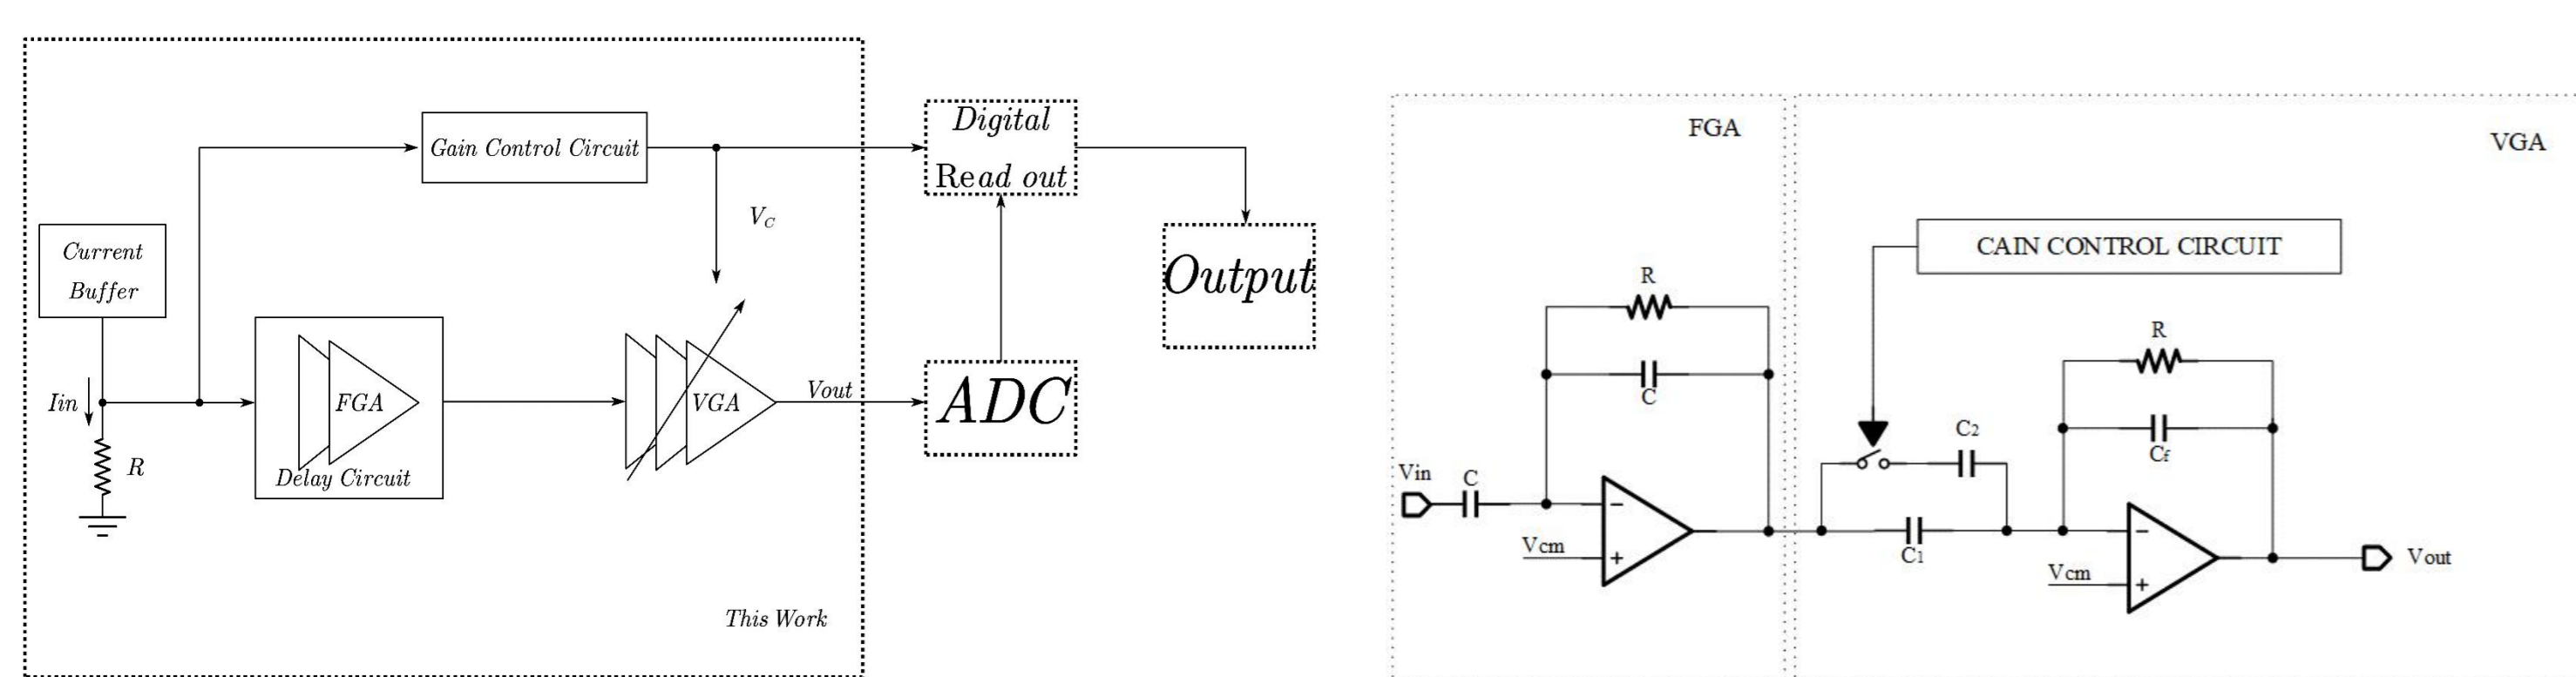 Gain Control Circuit
V_C
Current
Buffer
Iin
R
FGA
Delay Circuit
VGA
Vout
This Work
Digital
Read out
ADC
Output
FGA
R
C
Vin
C
Vcm
−
+
VGA
CAIN CONTROL CIRCUIT
R
C2
Cf
C1
Vcm
−
+
Vout